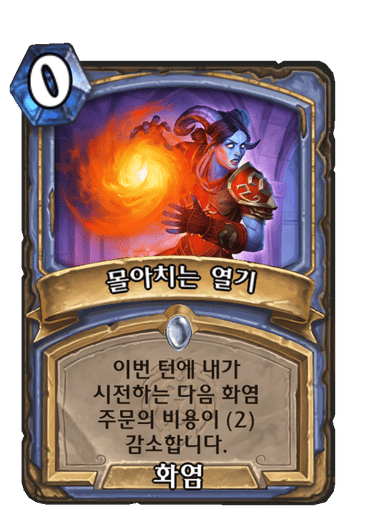 0
몰아치는 열기
이번 턴에 내가
시전하는 다음 화염
주문의 비용이 (2)
감소합니다.
화염